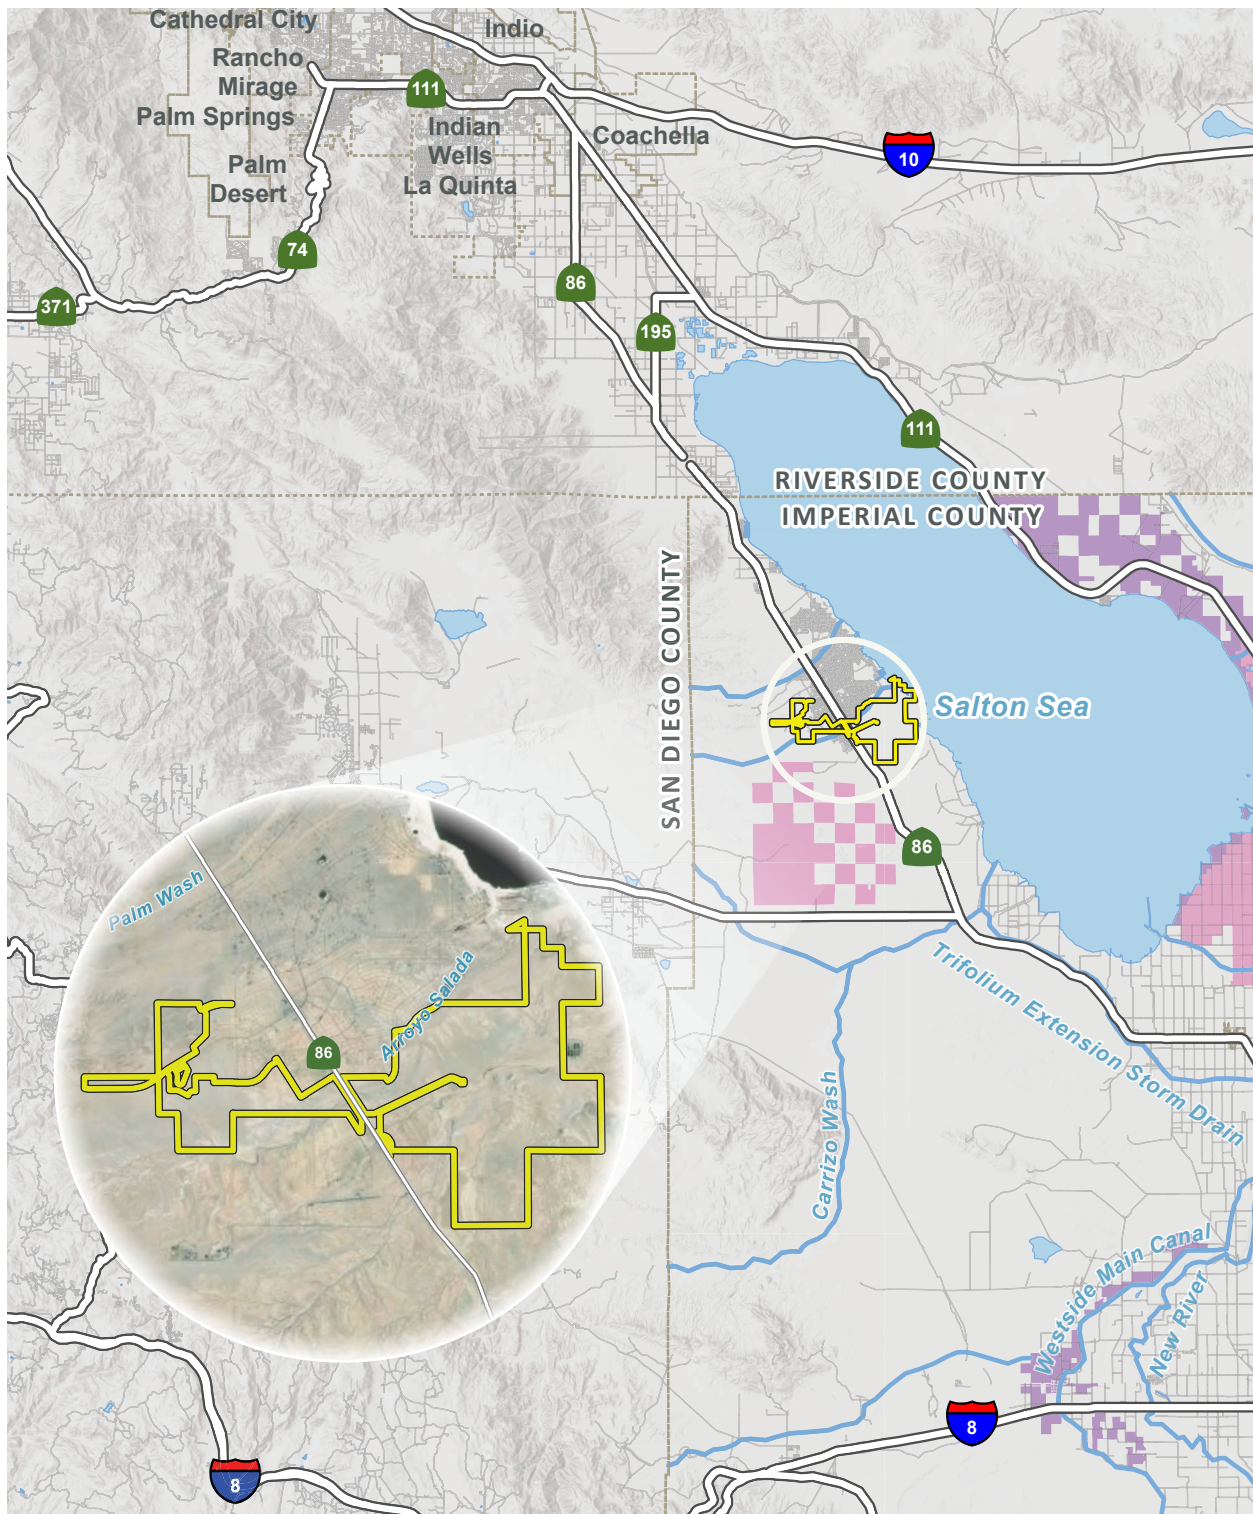 Cathedral City
Indio
Rancho
Mirage
111
Palm Springs
Indian
Wells
Coachella
10
Palm
Desert
La Quinta
74
86
371
195
111
RIVERSIDE COUNTY
IMPERIAL COUNTY
SAN DIEGO COUNTY
Salton Sea
86
Palm Wash
Arroyo Salada
86
Trifolium Extension Storm Drain
Carrizo Wash
Westside Main Canal
New River
8
8